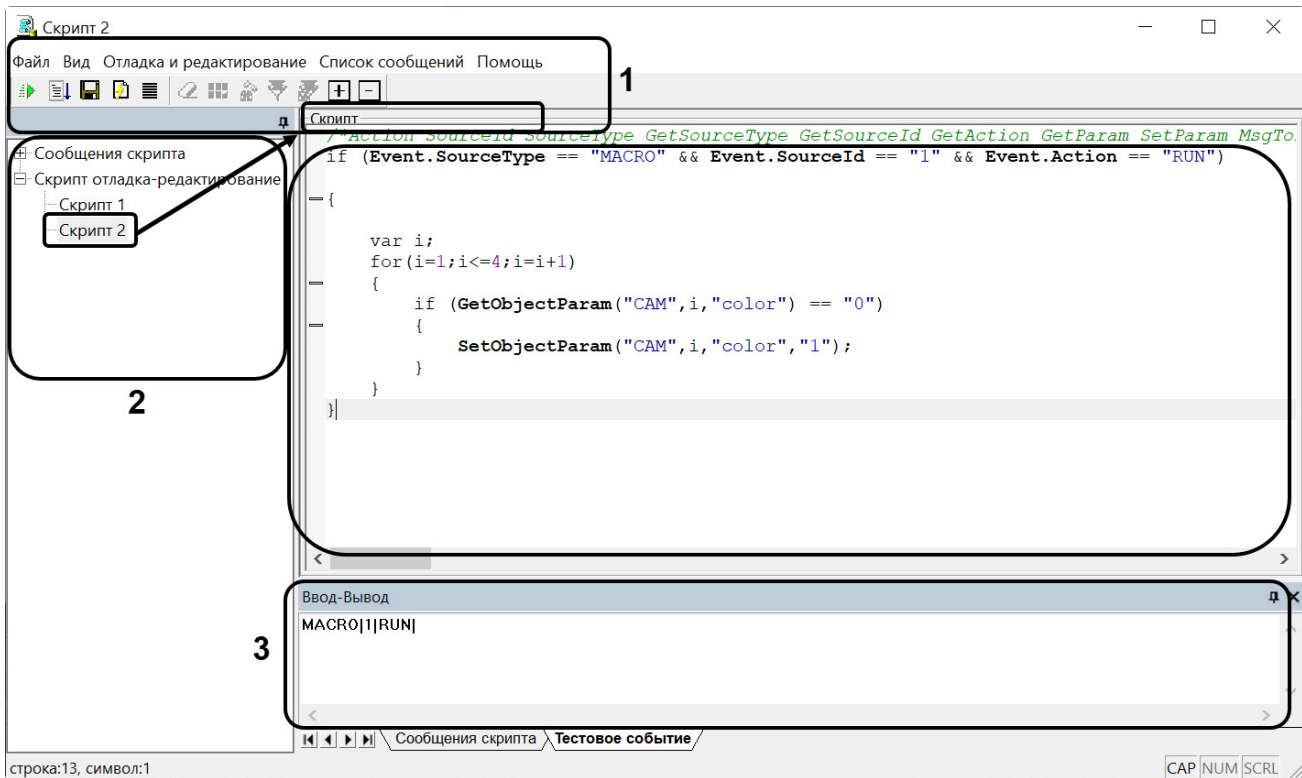 Скрипт 2
Файл Вид Отладка и редактирование Список сообщений Помощь
1
Скрипт
Сообщения скрипта
Скрипт отладка-редактирование
Скрипт 1
Скрипт 2
2
/*Action SourceId SourceType GetSourceType GetSourceId GetAction GetParam SetParam MsgTo
if (Event.SourceType == "MACRO" && Event.SourceId == "1" && Event.Action == "RUN")
{
var i;
for(i=1;i<=4;i=i+1)
{
if (GetObjectParam("CAM",i,"color") == "0")
{
SetObjectParam("CAM",i,"color","1");
}
}
}
Ввод-Вывод
MACRO|1|RUN|
3
Сообщения скрипта Тестовое событие
строка:13, символ:1
CAP NUM SCRL